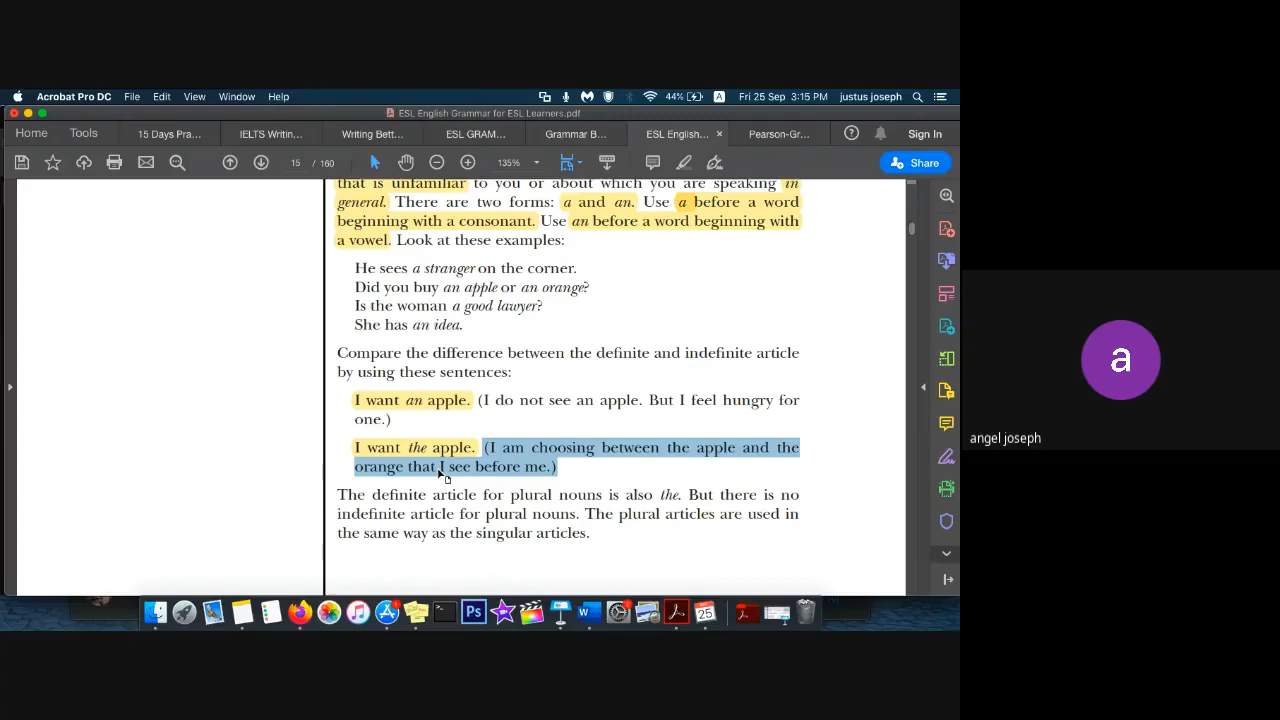 Acrobat Pro DC File Edit View Window Help 44% A Fri 25 Sep 3:15 PM justus joseph
ESL English Grammar for ESL Learners.pdf
Home Tools 15 Days Pra... IELTS Writin... Writing Bett... ESL GRAM... Grammar B... ESL English... × Pearson-Gr... Sign In
15 / 160 135% Share
that is unfamiliar to you or about which you are speaking in
general. There are two forms: a and an. Use a before a word
beginning with a consonant. Use an before a word beginning with
a vowel. Look at these examples:
He sees a stranger on the corner.
Did you buy an apple or an orange?
Is the woman a good lawyer?
She has an idea.
Compare the difference between the definite and indefinite article
by using these sentences:
I want an apple. (I do not see an apple. But I feel hungry for
one.)
I want the apple. (I am choosing between the apple and the
orange that I see before me.)
The definite article for plural nouns is also the. But there is no
indefinite article for plural nouns. The plural articles are used in
the same way as the singular articles.
a
angel joseph
Ps
W
25